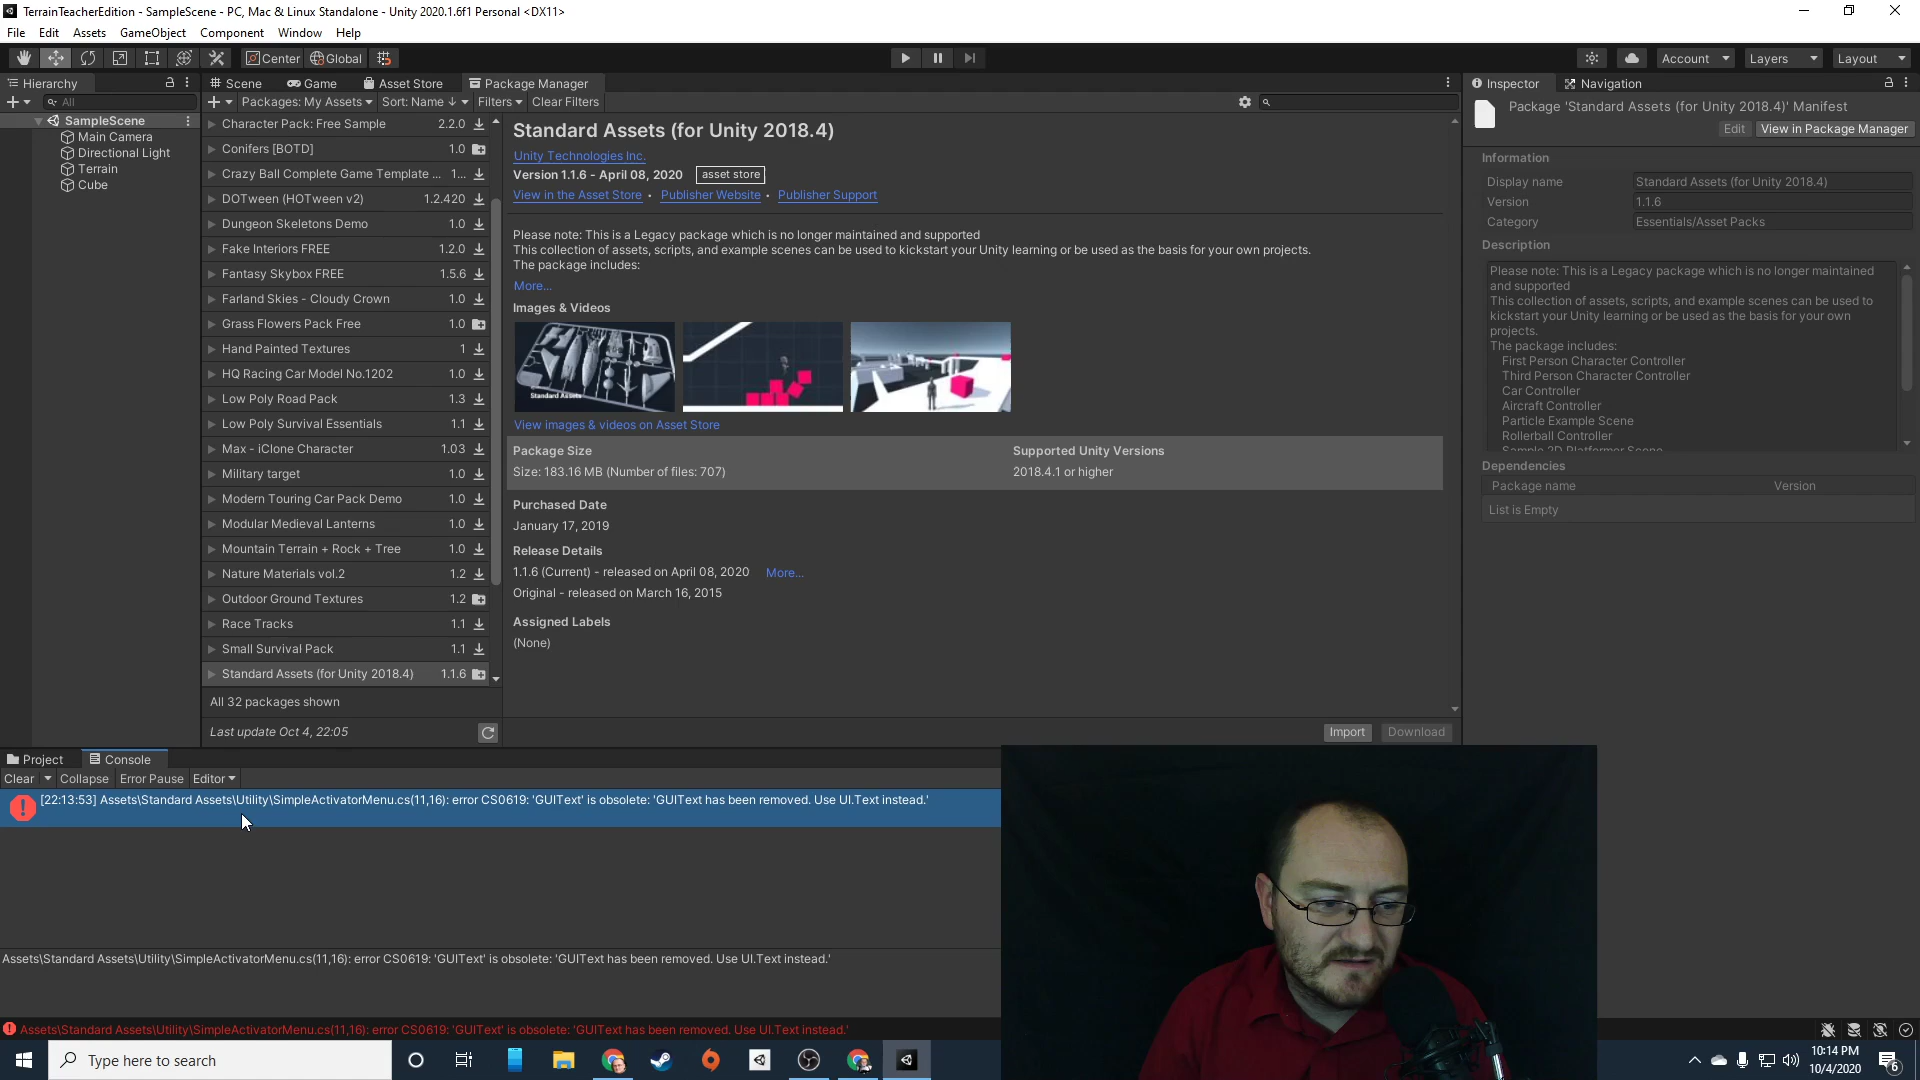 TerrainTeacherEdition - SampleScene - PC, Mac & Linux Standalone - Unity 2020.1.6f1 Personal <DX11>
File Edit Assets GameObject Component Window Help
Center Global Account Layers Layout
Hierarchy
All
SampleScene
Main Camera
Directional Light
Terrain
Cube
Scene Game Asset Store Package Manager
Packages: My Assets Sort: Name ↓ Filters Clear Filters
Character Pack: Free Sample 2.2.0
Conifers [BOTD] 1.0
Crazy Ball Complete Game Template ... 1...
DOTween (HOTween v2) 1.2.420
Dungeon Skeletons Demo 1.0
Fake Interiors FREE 1.2.0
Fantasy Skybox FREE 1.5.6
Farland Skies - Cloudy Crown 1.0
Grass Flowers Pack Free 1.0
Hand Painted Textures 1
HQ Racing Car Model No.1202 1.0
Low Poly Road Pack 1.3
Low Poly Survival Essentials 1.1
Max - iClone Character 1.03
Military target 1.0
Modern Touring Car Pack Demo 1.0
Modular Medieval Lanterns 1.0
Mountain Terrain + Rock + Tree 1.0
Nature Materials vol.2 1.2
Outdoor Ground Textures 1.2
Race Tracks 1.1
Small Survival Pack 1.1
Standard Assets (for Unity 2018.4) 1.1.6
All 32 packages shown
Last update Oct 4, 22:05
Standard Assets (for Unity 2018.4)
Unity Technologies Inc.
Version 1.1.6 - April 08, 2020 asset store
View in the Asset Store • Publisher Website • Publisher Support
Please note: This is a Legacy package which is no longer maintained and supported
This collection of assets, scripts, and example scenes can be used to kickstart your Unity learning or be used as the basis for your own projects.
The package includes:
More...
Images & Videos
Standard Assets
View images & videos on Asset Store
Package Size Supported Unity Versions
Size: 183.16 MB (Number of files: 707) 2018.4.1 or higher
Purchased Date
January 17, 2019
Release Details
1.1.6 (Current) - released on April 08, 2020 More...
Original - released on March 16, 2015
Assigned Labels
(None)
Import Download
Inspector Navigation
Package 'Standard Assets (for Unity 2018.4)' Manifest
Edit View in Package Manager
Information
Display name Standard Assets (for Unity 2018.4)
Version 1.1.6
Category Essentials/Asset Packs
Description
Please note: This is a Legacy package which is no longer maintained
and supported
This collection of assets, scripts, and example scenes can be used to
kickstart your Unity learning or be used as the basis for your own
projects.
The package includes:
First Person Character Controller
Third Person Character Controller
Car Controller
Aircraft Controller
Particle Example Scene
Rollerball Controller
Sample 2D Platformer Scene
Dependencies
Package name Version
List is Empty
Project Console
Clear Collapse Error Pause Editor
[22:13:53] Assets\Standard Assets\Utility\SimpleActivatorMenu.cs(11,16): error CS0619: 'GUIText' is obsolete: 'GUIText has been removed. Use UI.Text instead.'
Assets\Standard Assets\Utility\SimpleActivatorMenu.cs(11,16): error CS0619: 'GUIText' is obsolete: 'GUIText has been removed. Use UI.Text instead.'
Assets\Standard Assets\Utility\SimpleActivatorMenu.cs(11,16): error CS0619: 'GUIText' is obsolete: 'GUIText has been removed. Use UI.Text instead.'
Type here to search
10:14 PM
10/4/2020
6